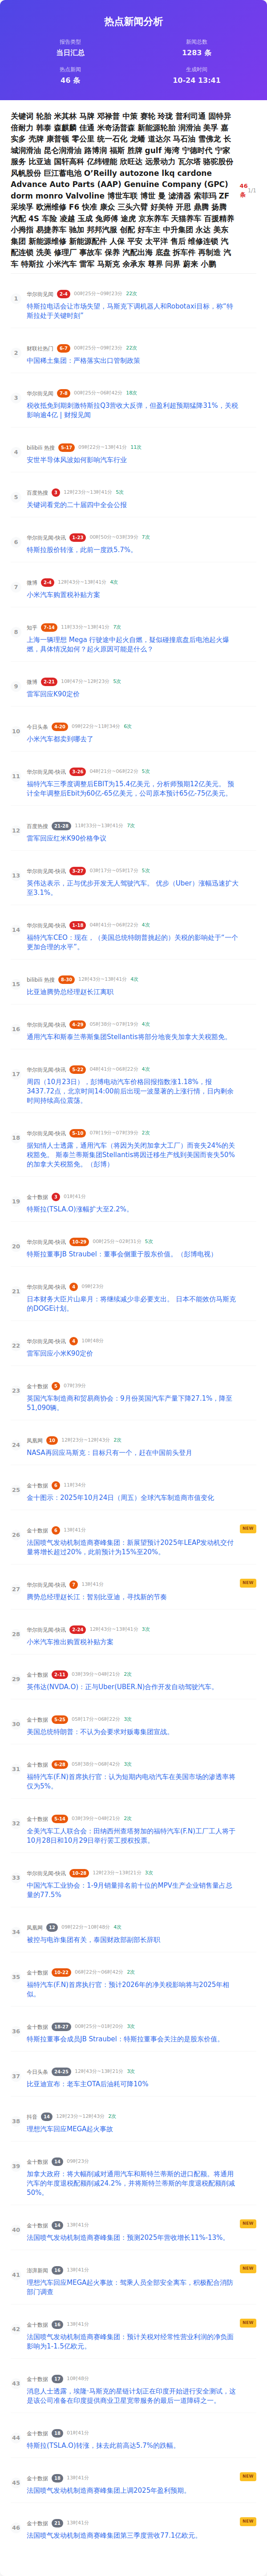 热点新闻分析
报告类型
当日汇总
新闻总数
1283 条
热点新闻
46 条
生成时间
10-24 13:41
关键词 轮胎 米其林 马牌 邓禄普 中策 赛轮 玲珑 普利司通 固特异
倍耐力 韩泰 森麒麟 佳通 米奇汤普森 新能源轮胎 润滑油 美孚 嘉
实多 壳牌 康普顿 零公里 统一石化 龙蟠 道达尔 马石油 雪佛龙 长
城润滑油 昆仑润滑油 路博润 福斯 胜牌 gulf 海湾 宁德时代 宁家
服务 比亚迪 国轩高科 亿纬锂能 欣旺达 远景动力 瓦尔塔 骆驼股份
风帆股份 巨江蓄电池 O'Reilly autozone lkq cardone
Advance Auto Parts (AAP) Genuine Company (GPC)
dorm monro Valvoline 博世车联 博世 曼 滤清器 索菲玛 ZF
采埃孚 欧洲维修 F6 快准 康众 三头六臂 好美特 开思 鼎腾 扬腾
汽配 4S 车险 凌越 玉成 兔师傅 途虎 京东养车 天猫养车 百援精养
小拇指 易捷养车 驰加 邦邦汽服 创配 好车主 中升集团 永达 美东
集团 新能源维修 新能源配件 人保 平安 太平洋 售后 维修连锁 汽
配连锁 洗美 修理厂 事故车 保养 汽配出海 底盘 拆车件 再制造 汽
车 特斯拉 小米汽车 雷军 马斯克 余承东 尊界 问界 蔚来 小鹏
46
条
1/1
1
华尔街见闻 2-4 00时25分~09时23分 22次
特斯拉电话会让市场失望，马斯克下调机器人和Robotaxi目标，称“特
斯拉处于关键时刻”
2
财联社热门 6-7 00时25分~09时23分 22次
中国稀土集团：严格落实出口管制政策
3
华尔街见闻 7-8 00时25分~06时42分 18次
税收抵免到期刺激特斯拉Q3营收大反弹，但盈利超预期猛降31%，关税
影响逾4亿 | 财报见闻
4
bilibili 热搜 5-17 09时22分~13时41分 11次
安世半导体风波如何影响汽车行业
5
百度热搜 3 12时23分~13时41分 5次
关键词看党的二十届四中全会公报
6
华尔街见闻-快讯 1-23 00时50分~03时39分 7次
特斯拉股价转涨，此前一度跌5.7%。
7
微博 2-4 12时43分~13时41分 4次
小米汽车购置税补贴方案
8
知乎 7-14 11时33分~13时41分 7次
上海一辆理想 Mega 行驶途中起火自燃，疑似碰撞底盘后电池起火爆
燃，具体情况如何？起火原因可能是什么？
9
微博 2-21 10时47分~12时23分 5次
雷军回应K90定价
10
今日头条 4-20 09时22分~11时34分 6次
小米汽车都卖到哪去了
11
华尔街见闻-快讯 3-26 04时21分~06时22分 5次
福特汽车三季度调整后EBIT为15.4亿美元，分析师预期12亿美元。 预
计全年调整后Ebit为60亿-65亿美元，公司原本预计65亿-75亿美元。
12
百度热搜 21-28 11时33分~13时41分 7次
雷军回应红米K90价格争议
13
华尔街见闻-快讯 3-27 03时17分~05时17分 5次
英伟达表示，正与优步开发无人驾驶汽车。 优步（Uber）涨幅迅速扩大
至3.1%。
14
华尔街见闻-快讯 1-18 04时41分~06时22分 4次
福特汽车CEO：现在，（美国总统特朗普挑起的）关税的影响处于“一个
更加合理的水平”。
15
bilibili 热搜 8-30 12时43分~13时41分 4次
比亚迪腾势总经理赵长江离职
16
华尔街见闻-快讯 4-29 05时38分~07时19分 4次
通用汽车和斯泰兰蒂斯集团Stellantis将部分地丧失加拿大关税豁免。
17
华尔街见闻-快讯 5-22 04时41分~06时22分 4次
周四（10月23日），彭博电动汽车价格回报指数涨1.18%，报
3437.72点，北京时间14:00前后出现一波显著的上涨行情，日内剩余
时间持续高位震荡。
18
华尔街见闻-快讯 5-10 07时19分~07时39分 2次
据知情人士透露，通用汽车（将因为关闭加拿大工厂）而丧失24%的关
税豁免。 斯泰兰蒂斯集团Stellantis将因迁移生产线到美国而丧失50%
的加拿大关税豁免。（彭博）
19
金十数据 3 01时41分
特斯拉(TSLA.O)涨幅扩大至2.2%。
20
华尔街见闻-快讯 10-29 00时25分~02时31分 5次
特斯拉董事JB Straubel：董事会侧重于股东价值。（彭博电视）
21
华尔街见闻-快讯 4 09时23分
日本财务大臣片山皋月：将继续减少非必要支出。 日本不能效仿马斯克
的DOGE计划。
22
华尔街见闻-快讯 4 10时48分
雷军回应小米K90定价
23
金十数据 5 07时39分
英国汽车制造商和贸易商协会：9月份英国汽车产量下降27.1%，降至
51,090辆。
24
凤凰网 10 12时23分~12时43分 2次
NASA再回应马斯克：目标只有一个，赶在中国前头登月
25
金十数据 6 11时34分
金十图示：2025年10月24日（周五）全球汽车制造商市值变化
26
金十数据 6 13时41分
NEW
法国喷气发动机制造商赛峰集团：新展望预计2025年LEAP发动机交付
量将增长超过20%，此前预计为15%至20%。
27
华尔街见闻-快讯 7 13时41分
NEW
腾势总经理赵长江：暂别比亚迪，寻找新的节奏
28
华尔街见闻-快讯 2-24 12时43分~13时41分 3次
小米汽车推出购置税补贴方案
29
金十数据 2-11 03时39分~04时21分 2次
英伟达(NVDA.O)：正与Uber(UBER.N)合作开发自动驾驶汽车。
30
金十数据 5-25 05时17分~06时22分 3次
美国总统特朗普：不认为会要求对贩毒集团宣战。
31
金十数据 6-20 05时38分~06时42分 3次
福特汽车(F.N)首席执行官：认为短期内电动汽车在美国市场的渗透率将
仅为5%。
32
金十数据 5-14 03时39分~04时21分 2次
全美汽车工人联合会：田纳西州查塔努加的福特汽车(F.N)工厂工人将于
10月28日和10月29日举行罢工授权投票。
33
华尔街见闻-快讯 10-28 12时23分~13时21分 3次
中国汽车工业协会：1-9月销量排名前十位的MPV生产企业销售量占总
量的77.5%
34
凤凰网 12 09时22分~10时48分 4次
被控与电诈集团有关，泰国财政部副部长辞职
35
金十数据 10-22 06时22分~06时42分 2次
福特汽车(F.N)首席执行官：预计2026年的净关税影响将与2025年相
似。
36
金十数据 18-27 00时25分~01时20分 3次
特斯拉董事会成员JB Straubel：特斯拉董事会关注的是股东价值。
37
今日头条 24-25 12时43分~13时21分 3次
比亚迪宣布：老车主OTA后油耗可降10%
38
抖音 14 12时23分~12时43分 2次
理想汽车回应MEGA起火事故
39
金十数据 14 09时23分
加拿大政府：将大幅削减对通用汽车和斯特兰蒂斯的进口配额。将通用
汽车的年度退税配额削减24.2%，并将斯特兰蒂斯的年度退税配额削减
50%。
40
金十数据 14 13时41分
NEW
法国喷气发动机制造商赛峰集团：预测2025年营收增长11%-13%。
41
澎湃新闻 16 13时41分
NEW
理想汽车回应MEGA起火事故：驾乘人员全部安全离车，积极配合消防
部门调查
42
金十数据 16 13时41分
NEW
法国喷气发动机制造商赛峰集团：预计关税对经常性营业利润的净负面
影响为1-1.5亿欧元。
43
金十数据 17 10时48分
消息人士透露，埃隆·马斯克的星链计划正在印度开始进行安全测试，这
是该公司准备在印度提供商业卫星宽带服务的最后一道障碍之一。
44
金十数据 18 01时41分
特斯拉(TSLA.O)转涨，抹去此前高达5.7%的跌幅。
45
金十数据 18 13时41分
NEW
法国喷气发动机制造商赛峰集团上调2025年盈利预期。
46
金十数据 21 13时41分
NEW
法国喷气发动机制造商赛峰集团第三季度营收77.1亿欧元。